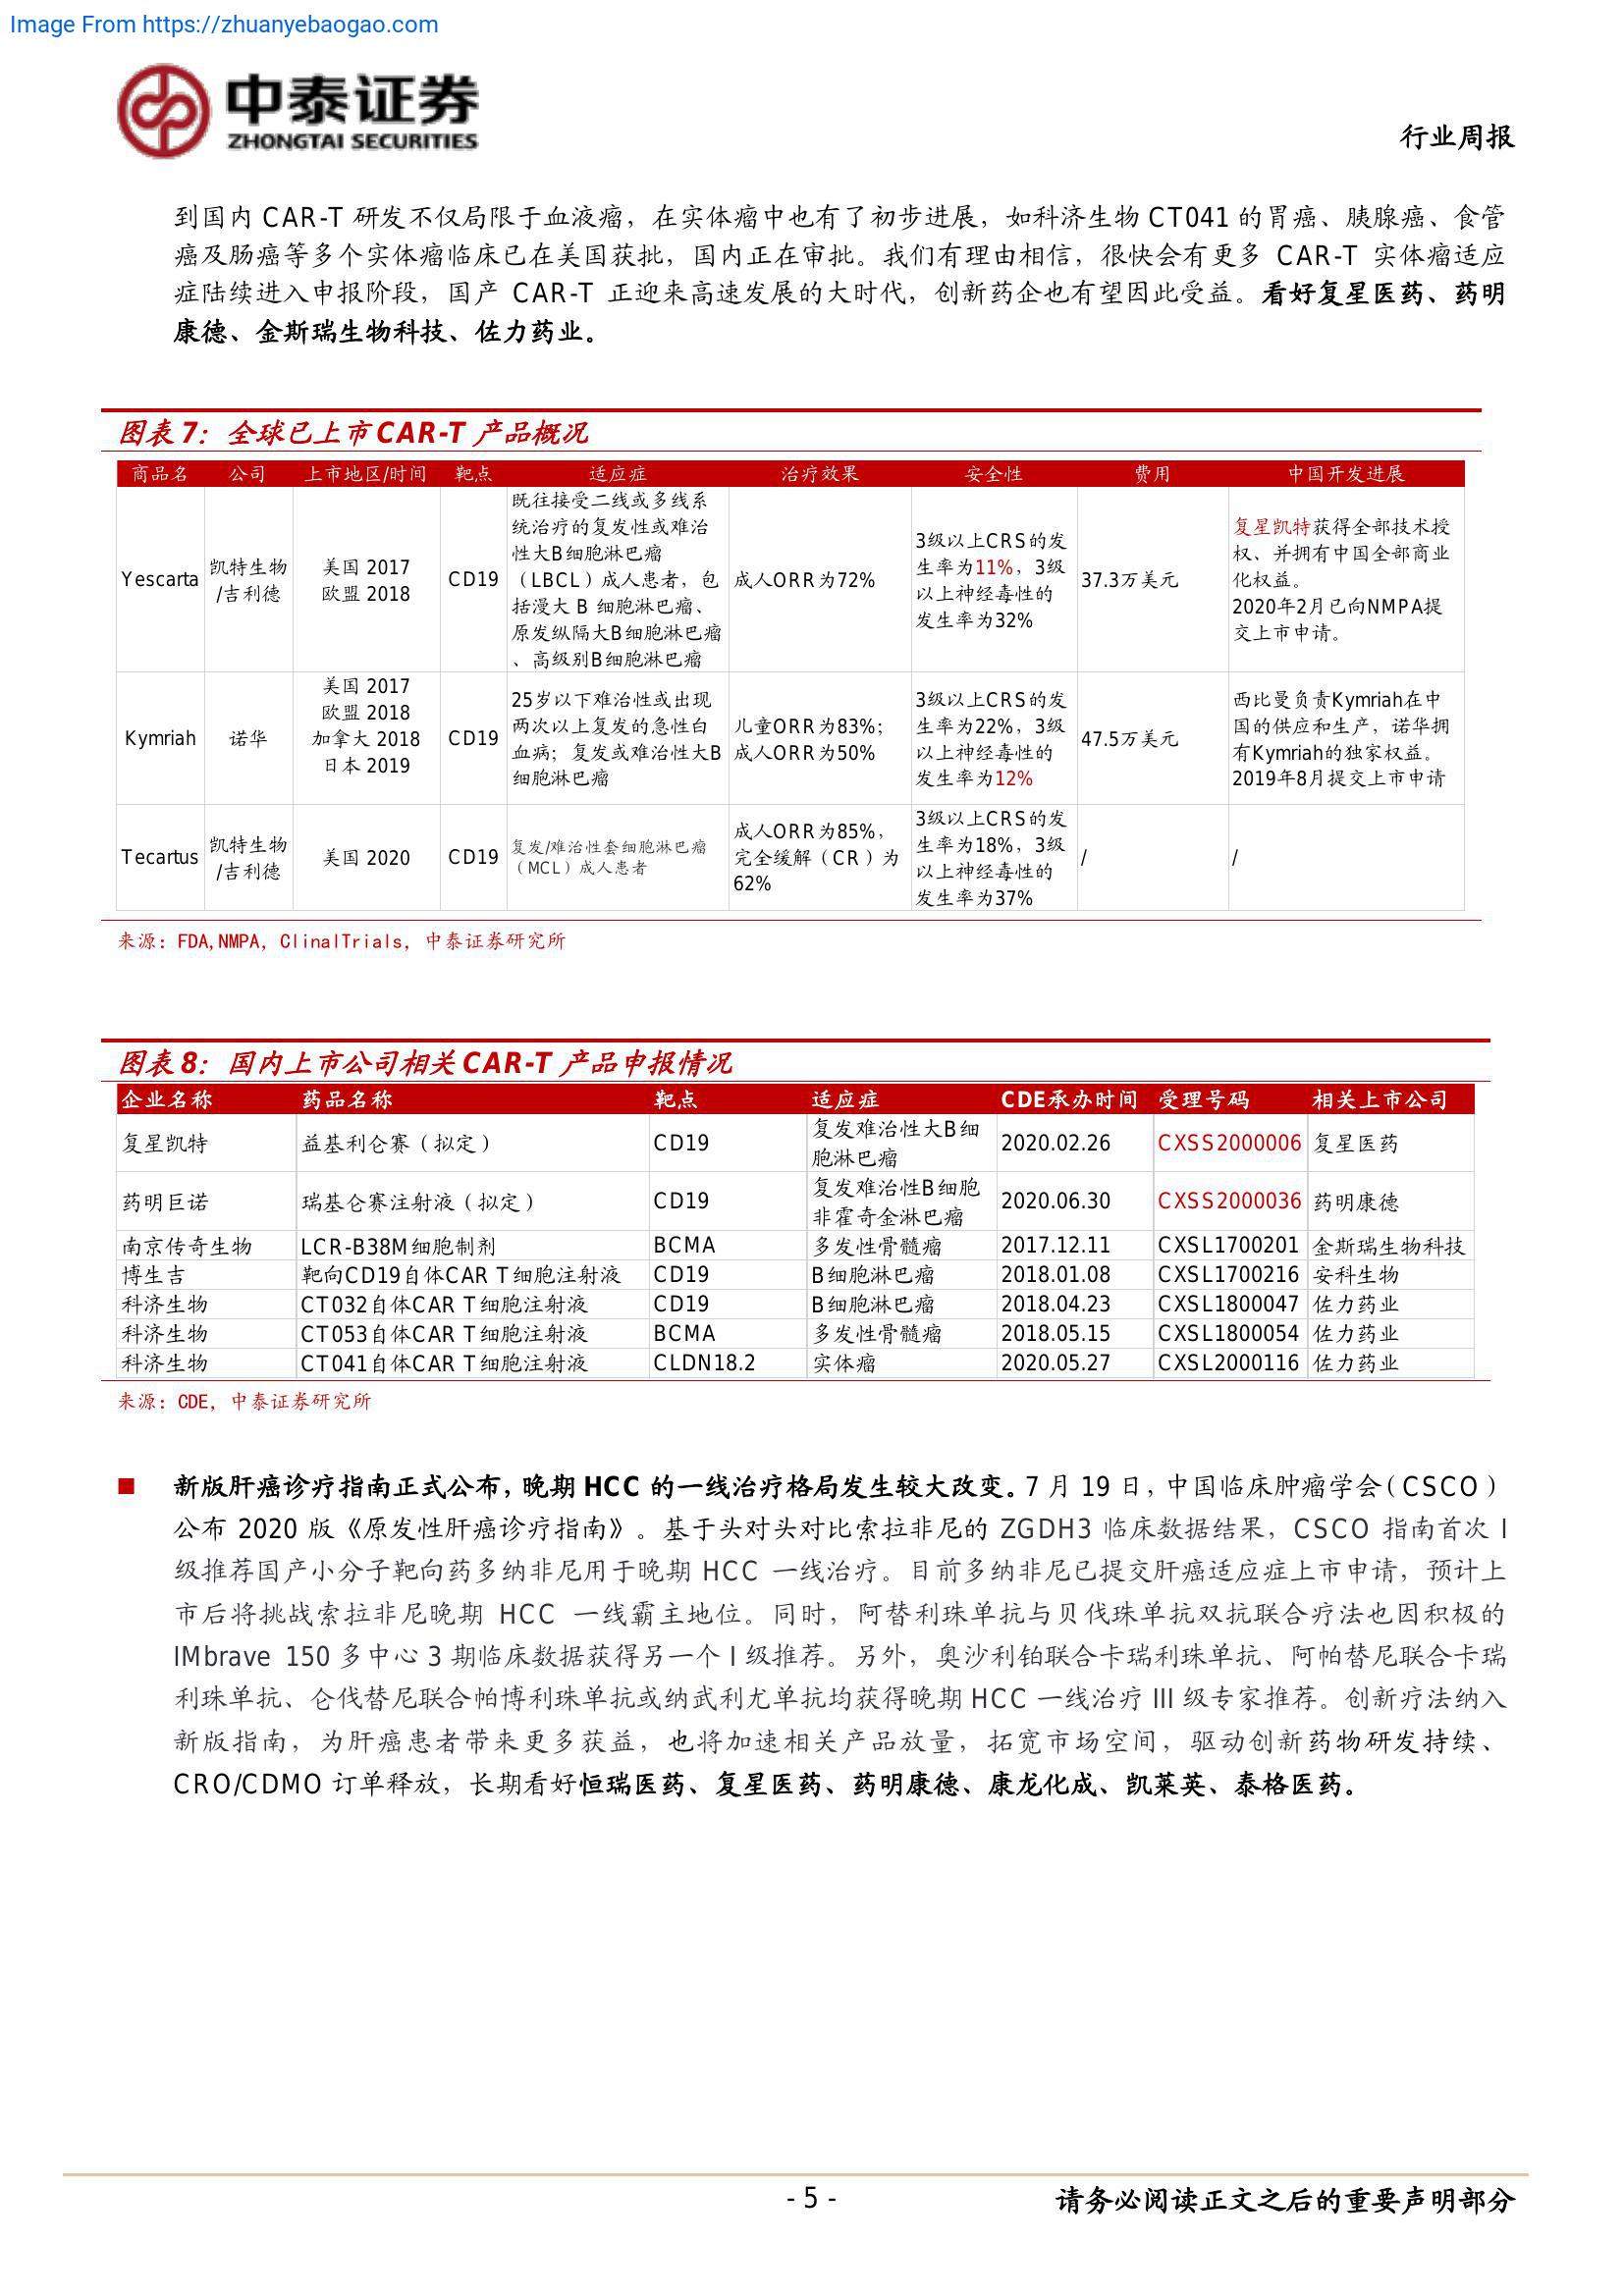 Image From https://zhuanyebaogao.com
中泰证券
ZHONGTAI SECURITIES
行业周报
到国内 CAR-T 研发不仅局限于血液瘤，在实体瘤中也有了初步进展，如科济生物 CT041 的胃癌、胰腺癌、食管
癌及肠癌等多个实体瘤临床已在美国获批，国内正在审批。我们有理由相信，很快会有更多 CAR-T 实体瘤适应
症陆续进入申报阶段，国产 CAR-T 正迎来高速发展的大时代，创新药企也有望因此受益。看好复星医药、药明
康德、金斯瑞生物科技、佐力药业。
图表 7：全球已上市 CAR-T 产品概况
商品名 公司 上市地区/时间 靶点 适应症 治疗效果 安全性 费用 中国开发进展
Yescarta
凯特生物
/吉利德
美国 2017
欧盟 2018
CD19
既往接受二线或多线系
统治疗的复发性或难治
性大B细胞淋巴瘤
（LBCL）成人患者，包
括漫大 B 细胞淋巴瘤、
原发纵隔大B细胞淋巴瘤
、高级别B细胞淋巴瘤
成人ORR为72%
3级以上CRS的发
生率为11%，3级
以上神经毒性的
发生率为32%
37.3万美元
复星凯特获得全部技术授
权、并拥有中国全部商业
化权益。
2020年2月已向NMPA提
交上市申请。
Kymriah
诺华
美国 2017
欧盟 2018
加拿大 2018
日本 2019
CD19
25岁以下难治性或出现
两次以上复发的急性白
血病；复发或难治性大B
细胞淋巴瘤
儿童ORR为83%；
成人ORR为50%
3级以上CRS的发
生率为22%，3级
以上神经毒性的
发生率为12%
47.5万美元
西比曼负责Kymriah在中
国的供应和生产，诺华拥
有Kymriah的独家权益。
2019年8月提交上市申请
Tecartus
凯特生物
/吉利德
美国 2020
CD19
复发/难治性套细胞淋巴瘤
（MCL）成人患者
成人ORR为85%，
完全缓解（CR）为
62%
3级以上CRS的发
生率为18%，3级
以上神经毒性的
发生率为37%
/
/
来源：FDA,NMPA, ClinalTrials, 中泰证券研究所
图表 8：国内上市公司相关 CAR-T 产品申报情况
企业名称 药品名称 靶点 适应症 CDE承办时间 受理号码 相关上市公司
复星凯特 益基利仑赛（拟定） CD19 复发难治性大B细 2020.02.26 CXSS2000006 复星医药
胞淋巴瘤
药明巨诺 瑞基仑赛注射液（拟定） CD19 复发难治性B细胞 2020.06.30 CXSS2000036 药明康德
非霍奇金淋巴瘤
南京传奇生物 LCR-B38M细胞制剂 BCMA 多发性骨髓瘤 2017.12.11 CXSL1700201 金斯瑞生物科技
博生吉 靶向CD19自体CAR T细胞注射液 CD19 B细胞淋巴瘤 2018.01.08 CXSL1700216 安科生物
科济生物 CT032自体CAR T细胞注射液 CD19 B细胞淋巴瘤 2018.04.23 CXSL1800047 佐力药业
科济生物 CT053自体CAR T细胞注射液 BCMA 多发性骨髓瘤 2018.05.15 CXSL1800054 佐力药业
科济生物 CT041自体CAR T细胞注射液 CLDN18.2 实体瘤 2020.05.27 CXSL2000116 佐力药业
来源：CDE, 中泰证券研究所
■ 新版肝癌诊疗指南正式公布，晚期 HCC 的一线治疗格局发生较大改变。7 月 19 日，中国临床肿瘤学会（CSCO）
公布 2020 版《原发性肝癌诊疗指南》。基于头对头对比索拉非尼的 ZGDH3 临床数据结果，CSCO 指南首次 I
级推荐国产小分子靶向药多纳非尼用于晚期 HCC 一线治疗。目前多纳非尼已提交肝癌适应症上市申请，预计上
市后将挑战索拉非尼晚期 HCC 一线霸主地位。同时，阿替利珠单抗与贝伐珠单抗双抗联合疗法也因积极的
IMbrave 150 多中心 3 期临床数据获得另一个 I 级推荐。另外，奥沙利铂联合卡瑞利珠单抗、阿帕替尼联合卡瑞
利珠单抗、仑伐替尼联合帕博利珠单抗或纳武利尤单抗均获得晚期 HCC 一线治疗 III 级专家推荐。创新疗法纳入
新版指南，为肝癌患者带来更多获益，也将加速相关产品放量，拓宽市场空间，驱动创新药物研发持续、
CRO/CDMO 订单释放，长期看好恒瑞医药、复星医药、药明康德、康龙化成、凯莱英、泰格医药。
- 5 -
请务必阅读正文之后的重要声明部分